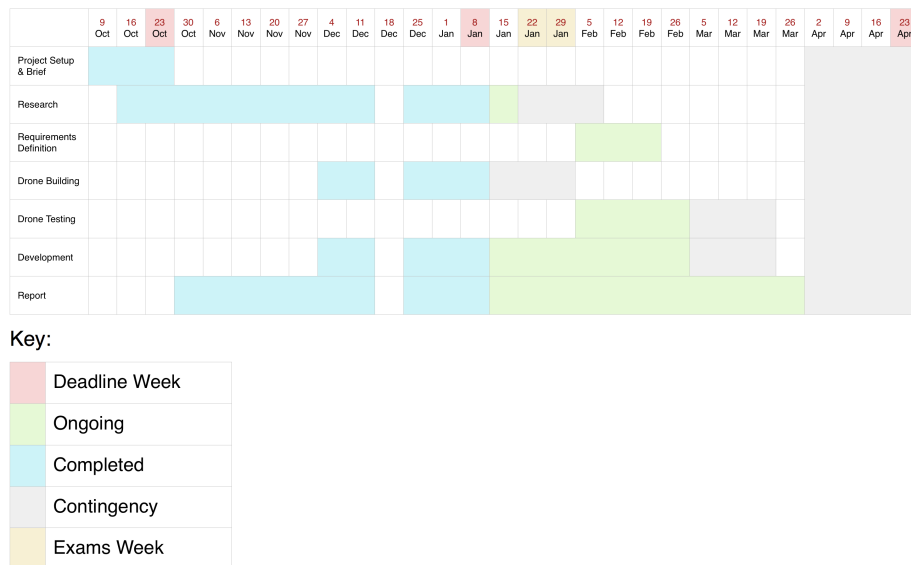 9 16 23 30 6 13 20 27 4 11 18 25 1 8 15 22 29 5 12 19 26 5 12 19 26 2 9 16 23
Oct Oct Oct Oct Nov Nov Nov Nov Dec Dec Dec Dec Jan Jan Jan Jan Jan Feb Feb Feb Feb Mar Mar Mar Mar Apr Apr Apr Apr
Project Setup
& Brief
Research
Requirements
Definition
Drone Building
Drone Testing
Development
Report
Key:
Deadline Week
Ongoing
Completed
Contingency
Exams Week